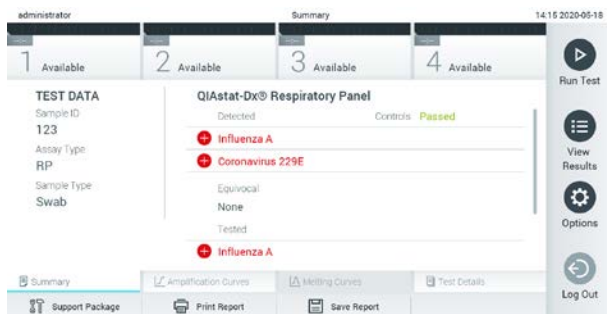 administrator Summary 14:15 2020-05-18
1 Available 2 Available 3 Available 4 Available
Run Test
TEST DATA
Sample ID
123
Assay Type
RP
Sample Type
Swab
QIAstat-Dx® Respiratory Panel
Detected Controls Passed
Influenza A
Coronavirus 229E
Equivocal
None
Tested
Influenza A
View
Results
Options
Log Out
Summary Amplification Curves Melting Curves Test Details
Support Package Print Report Save Report